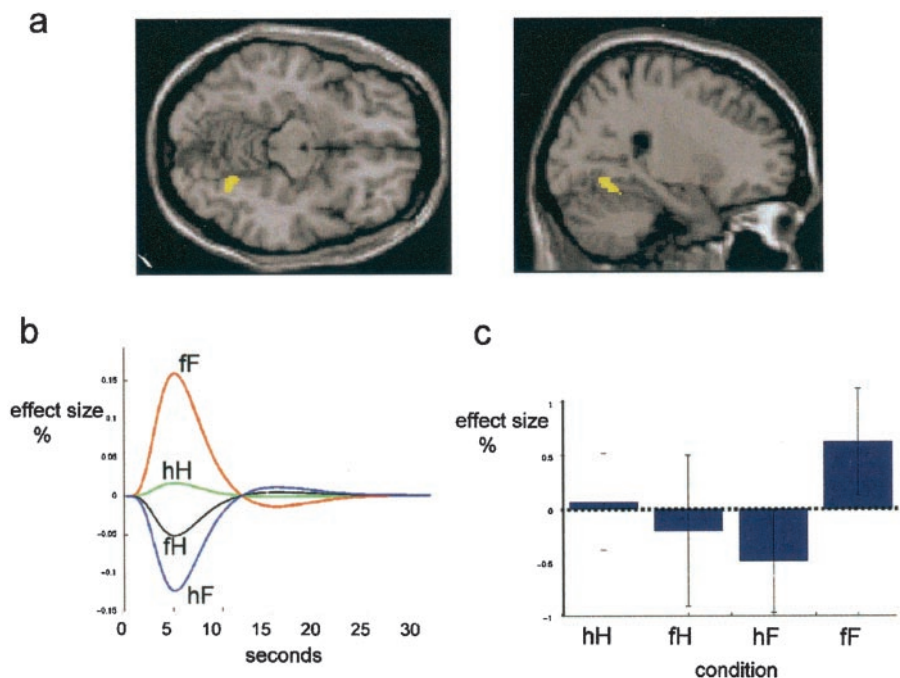 a
b
fF
0.15
0.1
effect size
%
0.05
hH
0
-0.05
fH
-0.1
hF
-0.15
0 5 10 15 20 25 30
seconds
c
1
effect size
%
0.5
0
-0.5
-1
hH fH hF fF
condition